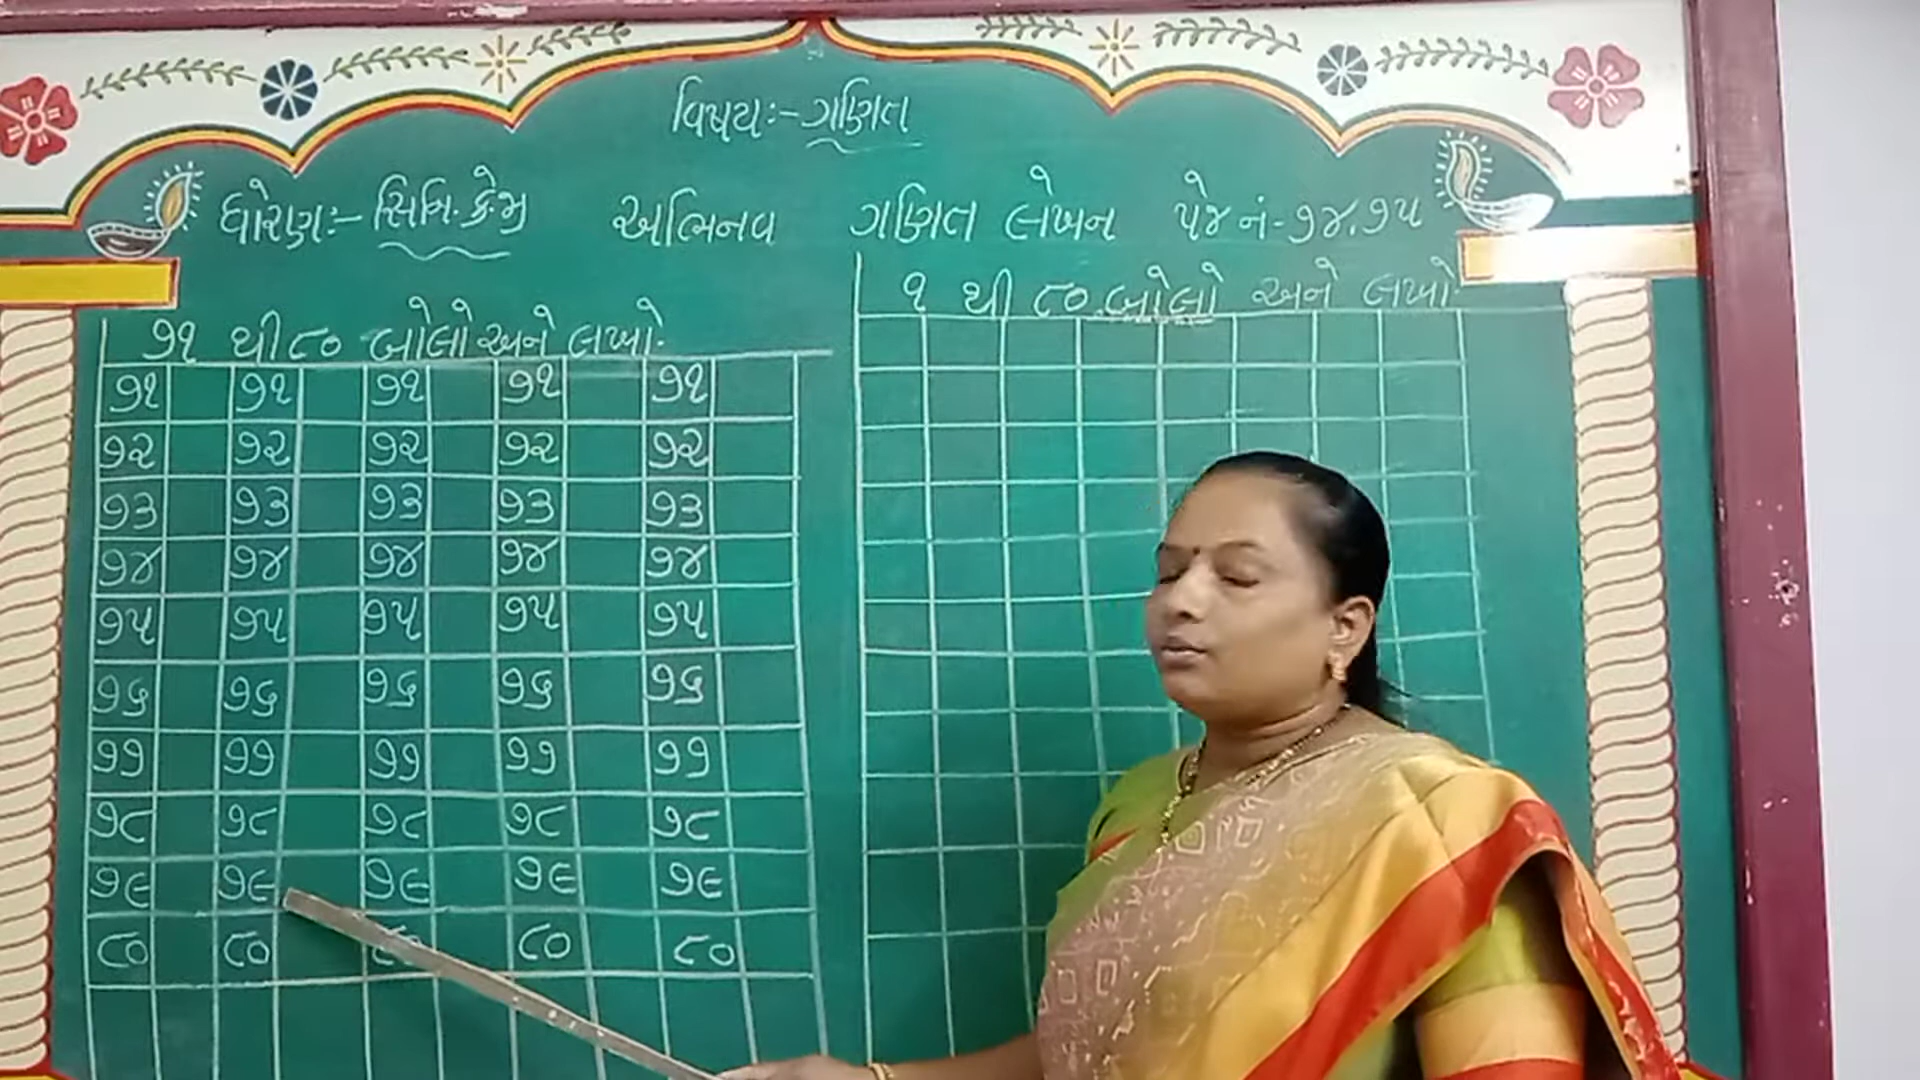 વિષય:- ગણિત
ધોરણ:- સિનિ.કે.જી અભિનવ ગણિત લેખન પેજ નં-૭૪,૭૫
૭૧ થી ૮૦ બોલો અને લખો.
૭૧ ૭૧ ૭૧ ૭૧ ૭૧
૭૨ ૭૨ ૭૨ ૭૨ ૭૨
૭૩ ૭૩ ૭૩ ૭૩ ૭૩
૭૪ ૭૪ ૭૪ ૭૪ ૭૪
૭૫ ૭૫ ૭૫ ૭૫ ૭૫
૭૬ ૭૬ ૭૬ ૭૬ ૭૬
૭૭ ૭૭ ૭૭ ૭૭ ૭૭
૭૮ ૭૮ ૭૮ ૭૮ ૭૮
૭૯ ૭૯ ૭૯ ૭૯ ૭૯
૮૦ ૮૦ ૮૦ ૮૦ ૮૦
૧ થી ૮૦ બોલો અને લખો.